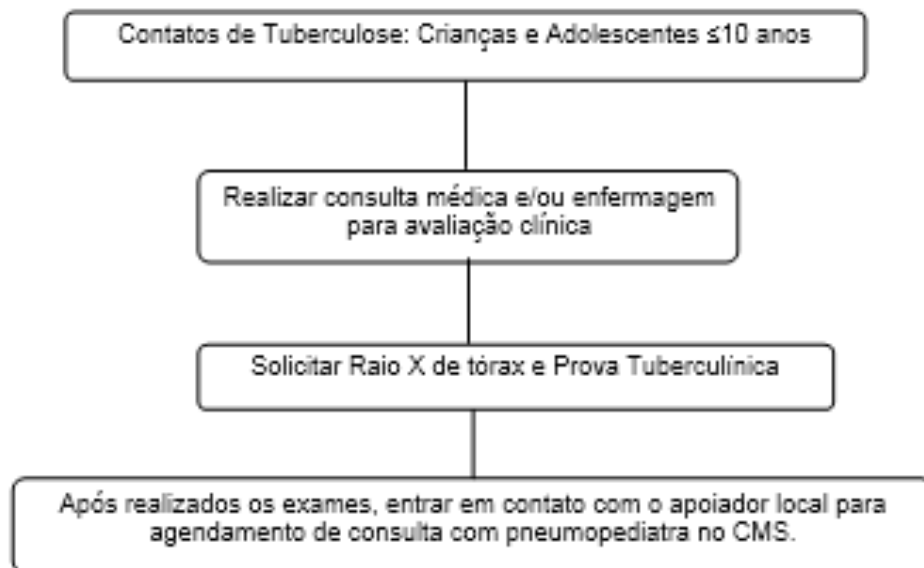 Contatos de Tuberculose: Crianças e Adolescentes ≤10 anos
Realizar consulta médica e/ou enfermagem
para avaliação clínica
Solicitar Raio X de tórax e Prova Tuberculínica
Após realizados os exames, entrar em contato com o apoiador local para
agendamento de consulta com pneumopediatra no CMS.